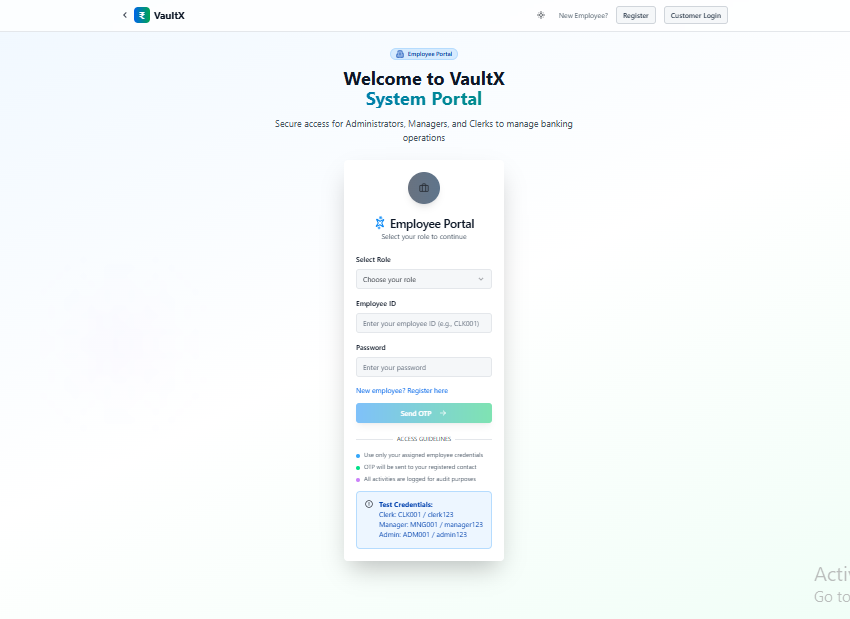 VaultX
New Employee?
Register
Customer Login
Employee Portal
Welcome to VaultX
System Portal
Secure access for Administrators, Managers, and Clerks to manage banking
operations
Employee Portal
Select your role to continue
Select Role
Choose your role
Employee ID
Enter your employee ID (e.g., CLK001)
Password
Enter your password
New employee? Register here
Send OTP
ACCESS GUIDELINES
Use only your assigned employee credentials
OTP will be sent to your registered contact
All activities are logged for audit purposes
Test Credentials:
Clerk: CLK001 / clerk123
Manager: MNG001 / manager123
Admin: ADM001 / admin123
Go to